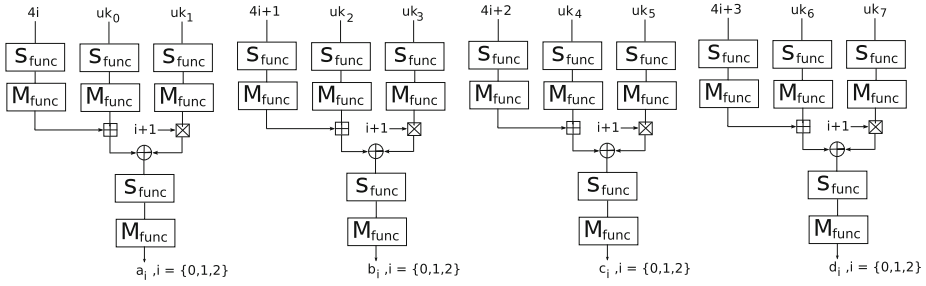 4i uk0 uk1 4i+1 uk2 uk3 4i+2 uk4 uk5 4i+3 uk6 uk7
Sfunc Sfunc Sfunc Sfunc Sfunc Sfunc Sfunc Sfunc Sfunc Sfunc Sfunc Sfunc
Mfunc Mfunc Mfunc Mfunc Mfunc Mfunc Mfunc Mfunc Mfunc Mfunc Mfunc Mfunc
i+1 i+1 i+1 i+1
Sfunc Sfunc Sfunc Sfunc
Mfunc Mfunc Mfunc Mfunc
ai ,i = {0,1,2} bi ,i = {0,1,2} ci ,i = {0,1,2} di ,i = {0,1,2}